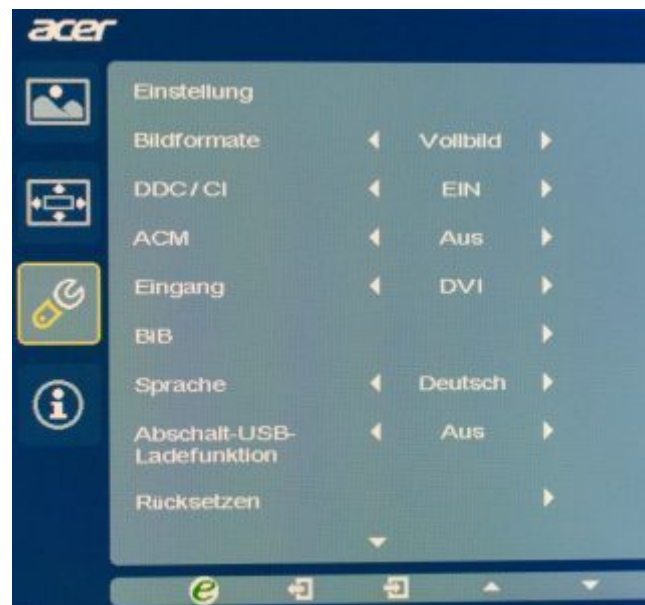 acer
Einstellung
Bildformate Vollbild
DDC/CI EIN
ACM Aus
Eingang DVI
BiB
Sprache Deutsch
Abschalt-USB- Aus
Ladefunktion
Rücksetzen
e